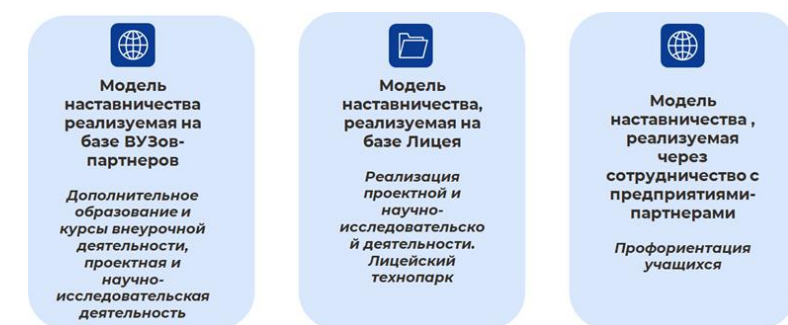 Модель
наставничества
реализуемая на
базе ВУЗов-
партнеров
Дополнительное
образование и
курсы внеурочной
деятельности,
проектная и
научно-
исследовательская
деятельность
Модель
наставничества,
реализуемая на
базе Лицея
Реализация
проектной и
научно-
исследовательско
й деятельности.
Лицейский
технопарк
Модель
наставничества ,
реализуемая
через
сотрудничество с
предприятиями-
партнерами
Профориентация
учащихся